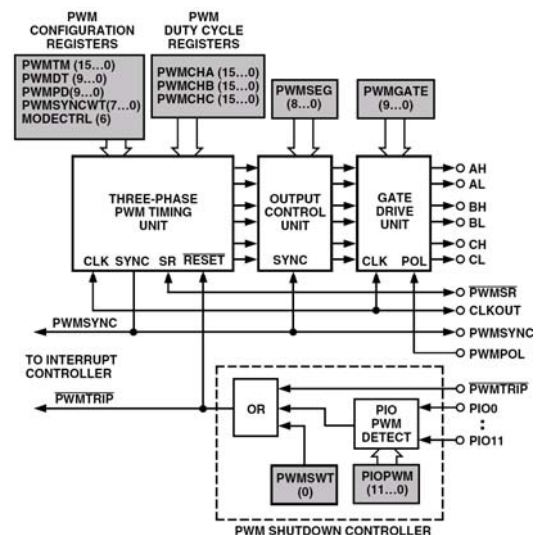 PWM
CONFIGURATION
REGISTERS
PWM
DUTY CYCLE
REGISTERS
PWMTM (15...0)
PWMDT (9...0)
PWMPD(9...0)
PWMSYNCWT(7...0)
MODECTRL (6)
PWMCHA (15...0)
PWMCHB (15...0)
PWMCHC (15...0)
PWMSEG
(8...0)
PWMGATE
(9...0)
THREE-PHASE
PWM TIMING
UNIT
CLK SYNC SR RESET
OUTPUT
CONTROL
UNIT
SYNC
GATE
DRIVE
UNIT
CLK POL
AH
AL
BH
BL
CH
CL
PWMSR
CLKOUT
PWMSYNC
PWMSYNC
PWMPOL
TO INTERRUPT
CONTROLLER
PWMTRIP
PWMTRIP
OR
PIO
PWM
DETECT
PIO0
:
PIO11
PWMSWT
(0)
PIOPWM
(11...0)
PWM SHUTDOWN CONTROLLER